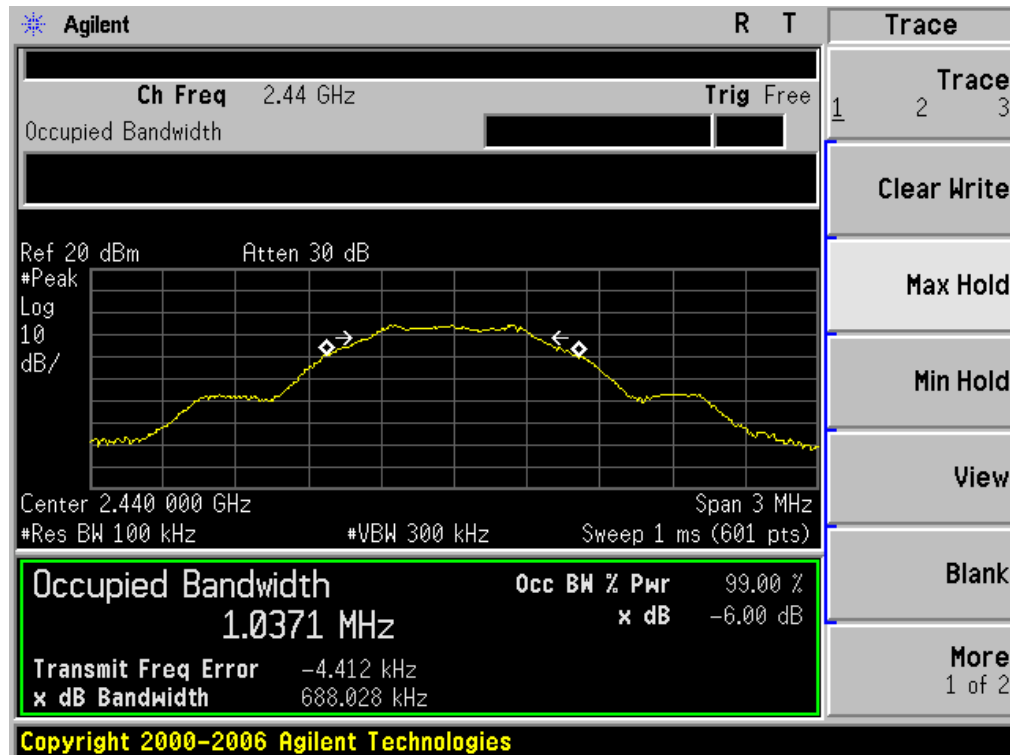 Agilent R T Trace
Ch Freq 2.44 GHz Trig Free
Occupied Bandwidth
Trace
1 2 3
Clear Write
Max Hold
Min Hold
View
Blank
More
1 of 2
Ref 20 dBm Atten 30 dB
#Peak
Log
10
dB/
Center 2.440 000 GHz Span 3 MHz
#Res BW 100 kHz #VBW 300 kHz Sweep 1 ms (601 pts)
Occupied Bandwidth Occ BW % Pwr 99.00 %
1.0371 MHz x dB -6.00 dB
Transmit Freq Error -4.412 kHz
x dB Bandwidth 688.028 kHz
Copyright 2000-2006 Agilent Technologies